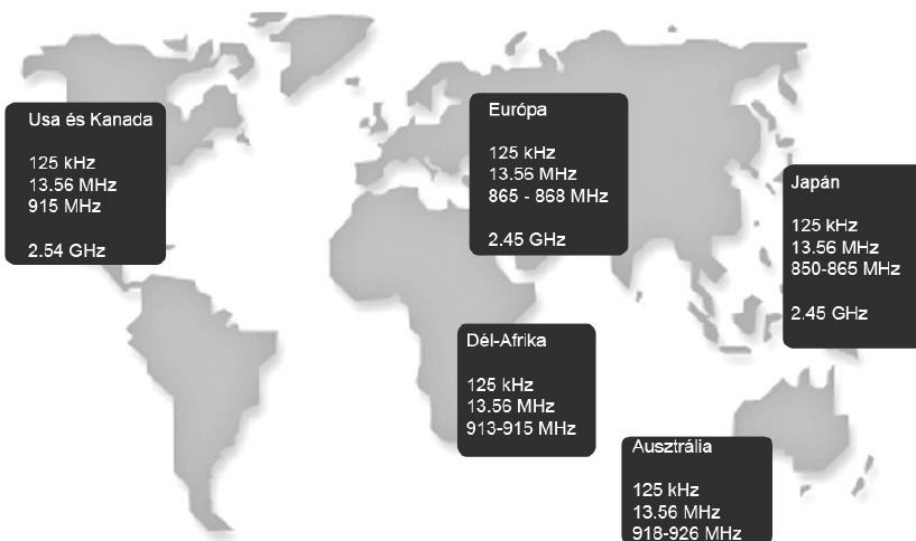 Usa és Kanada
125 kHz
13.56 MHz
915 MHz
2.54 GHz
Európa
125 kHz
13.56 MHz
865 - 868 MHz
2.45 GHz
Japán
125 kHz
13.56 MHz
850-865 MHz
2.45 GHz
Dél-Afrika
125 kHz
13.56 MHz
913-915 MHz
Ausztrália
125 kHz
13.56 MHz
918-926 MHz